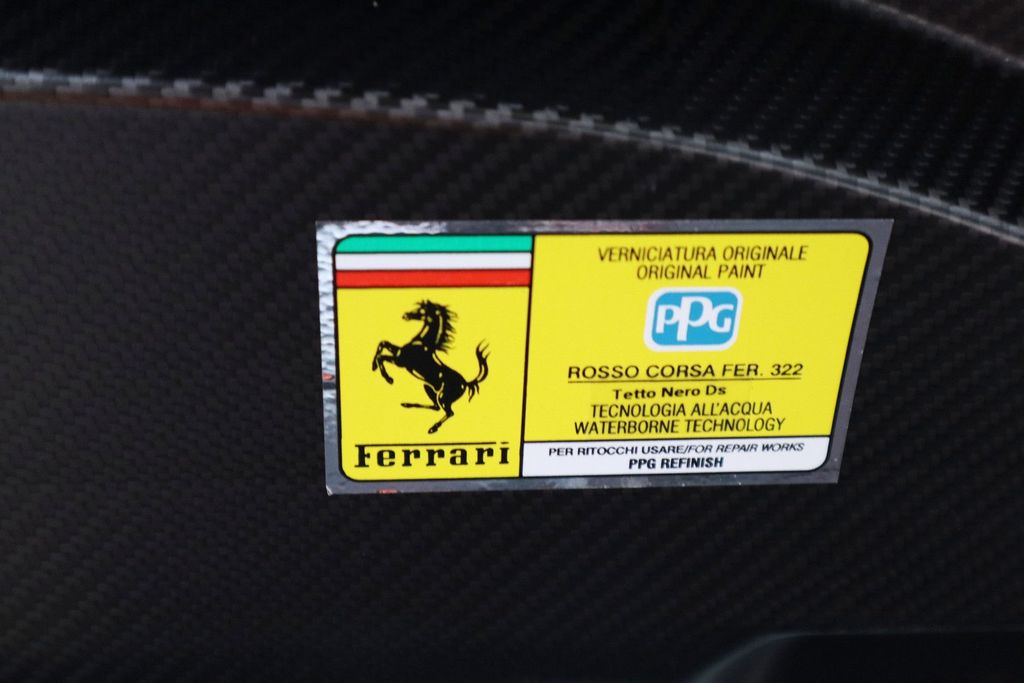 Ferrari
VERNICIATURA ORIGINALE
ORIGINAL PAINT
PPG
ROSSO CORSA FER. 322
Tetto Nero Ds
TECNOLOGIA ALL'ACQUA
WATERBORNE TECHNOLOGY
PER RITOCCHI USARE/FOR REPAIR WORKS
PPG REFINISH